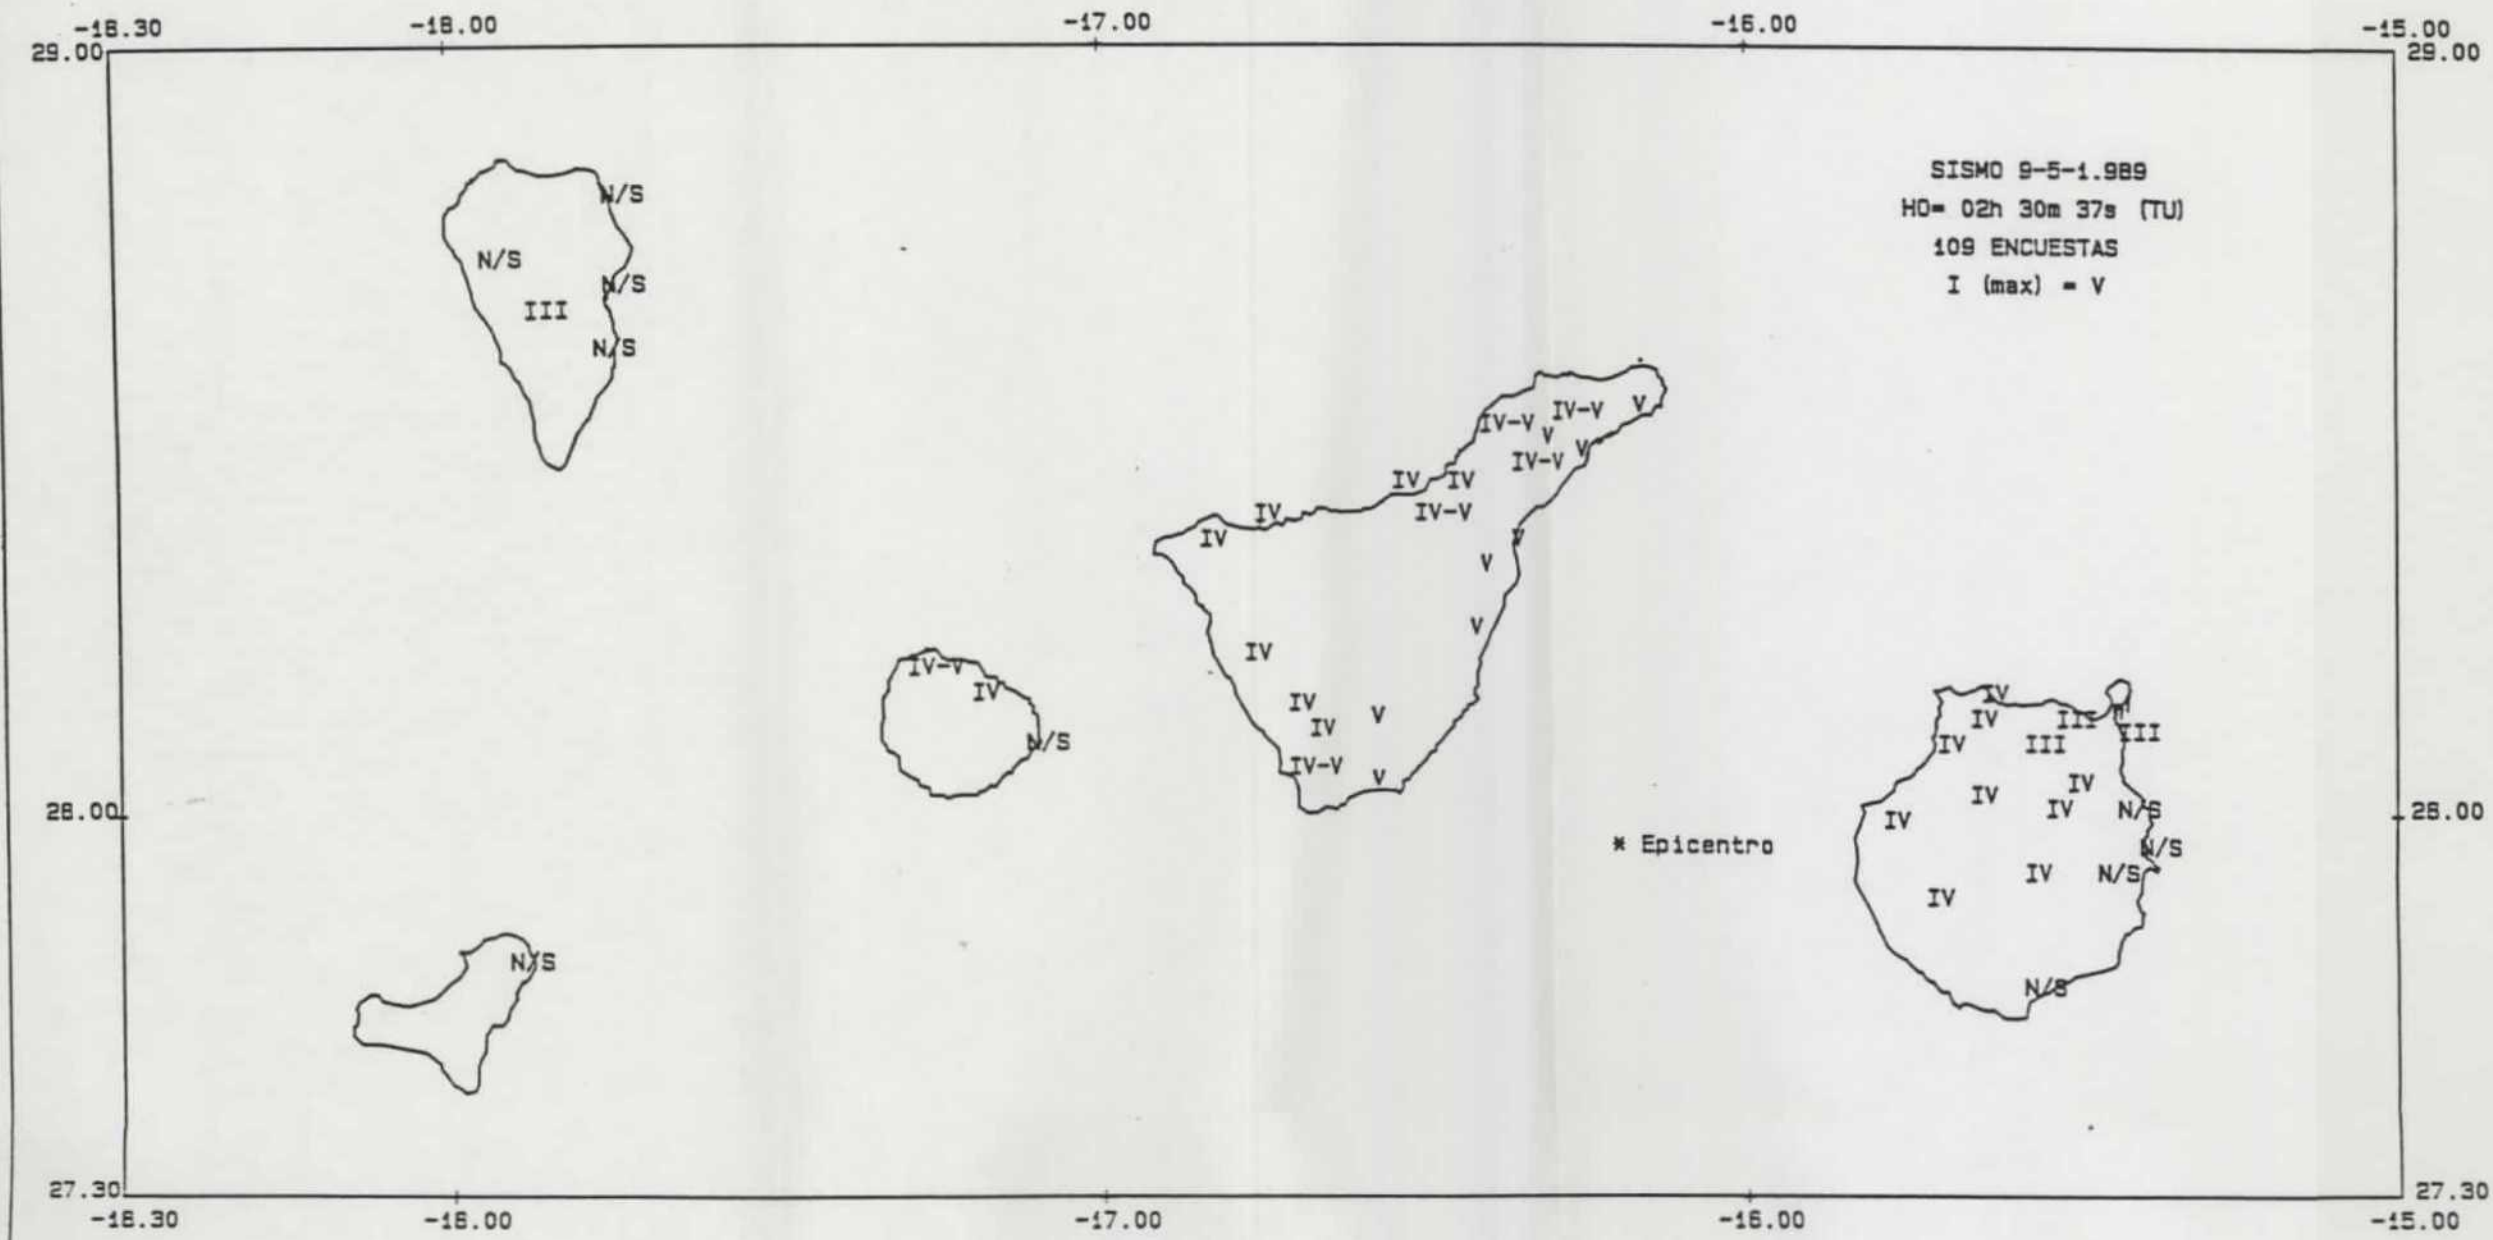 -18.30 -18.00 -17.00 -16.00 -15.00
29.00 29.00
SISMO 9-5-1.989
HO= 02h 30m 37s (TU)
109 ENCUESTAS
I (max) = V
N/S
N/S
N/S
III
N/S
IV-V IV-V V
V
V
IV-V
IV IV
IV-V
IV
IV
V
V
V
IV
IV
IV
V
IV-V
V
IV-V
IV
N/S
IV
IV
III
III
IV
III
IV
IV
IV
IV
N/S
N/S
IV
N/S
IV
N/S
* Epicentro
28.00 28.00
N/S
27.30 27.30
-18.30 -18.00 -17.00 -16.00 -15.00